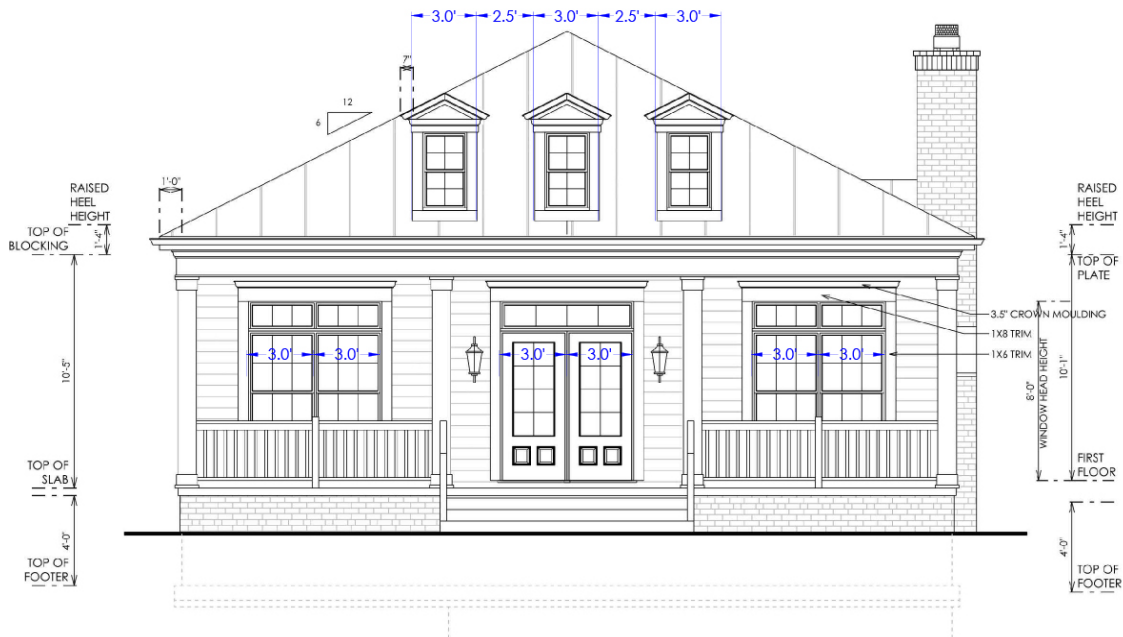 3.0' 2.5' 3.0' 2.5' 3.0'
7"
12
6
1'-0"
RAISED
HEEL
HEIGHT
TOP OF
BLOCKING
1'-4"
RAISED
HEEL
HEIGHT
1'-4"
TOP OF
PLATE
3.5" CROWN MOULDING
1X8 TRIM
1X6 TRIM
3.0' 3.0'
3.0' 3.0'
3.0' 3.0'
10'-5"
8'-0"
WINDOW HEAD HEIGHT
10'-1"
TOP OF
SLAB
FIRST
FLOOR
4'-0"
4'-0"
TOP OF
FOOTER
TOP OF
FOOTER